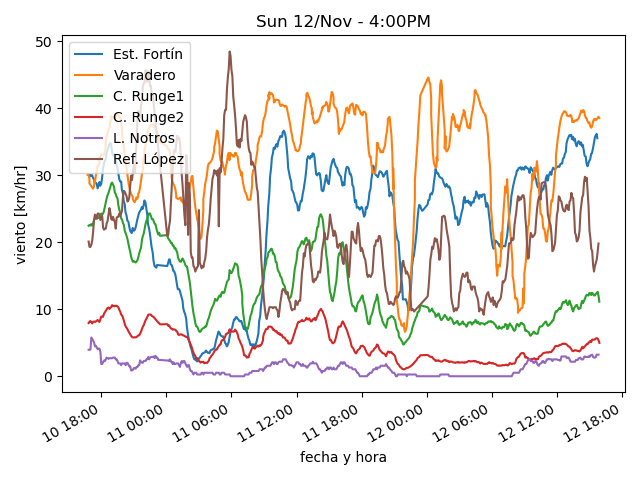 Sun 12/Nov - 4:00PM
50
40
30
20
10
0
viento [km/hr]
Est. Fortín
Varadero
C. Runge1
C. Runge2
L. Notros
Ref. López
10 18:00
11 00:00
11 06:00
11 12:00
11 18:00
12 00:00
12 06:00
12 12:00
12 18:00
fecha y hora